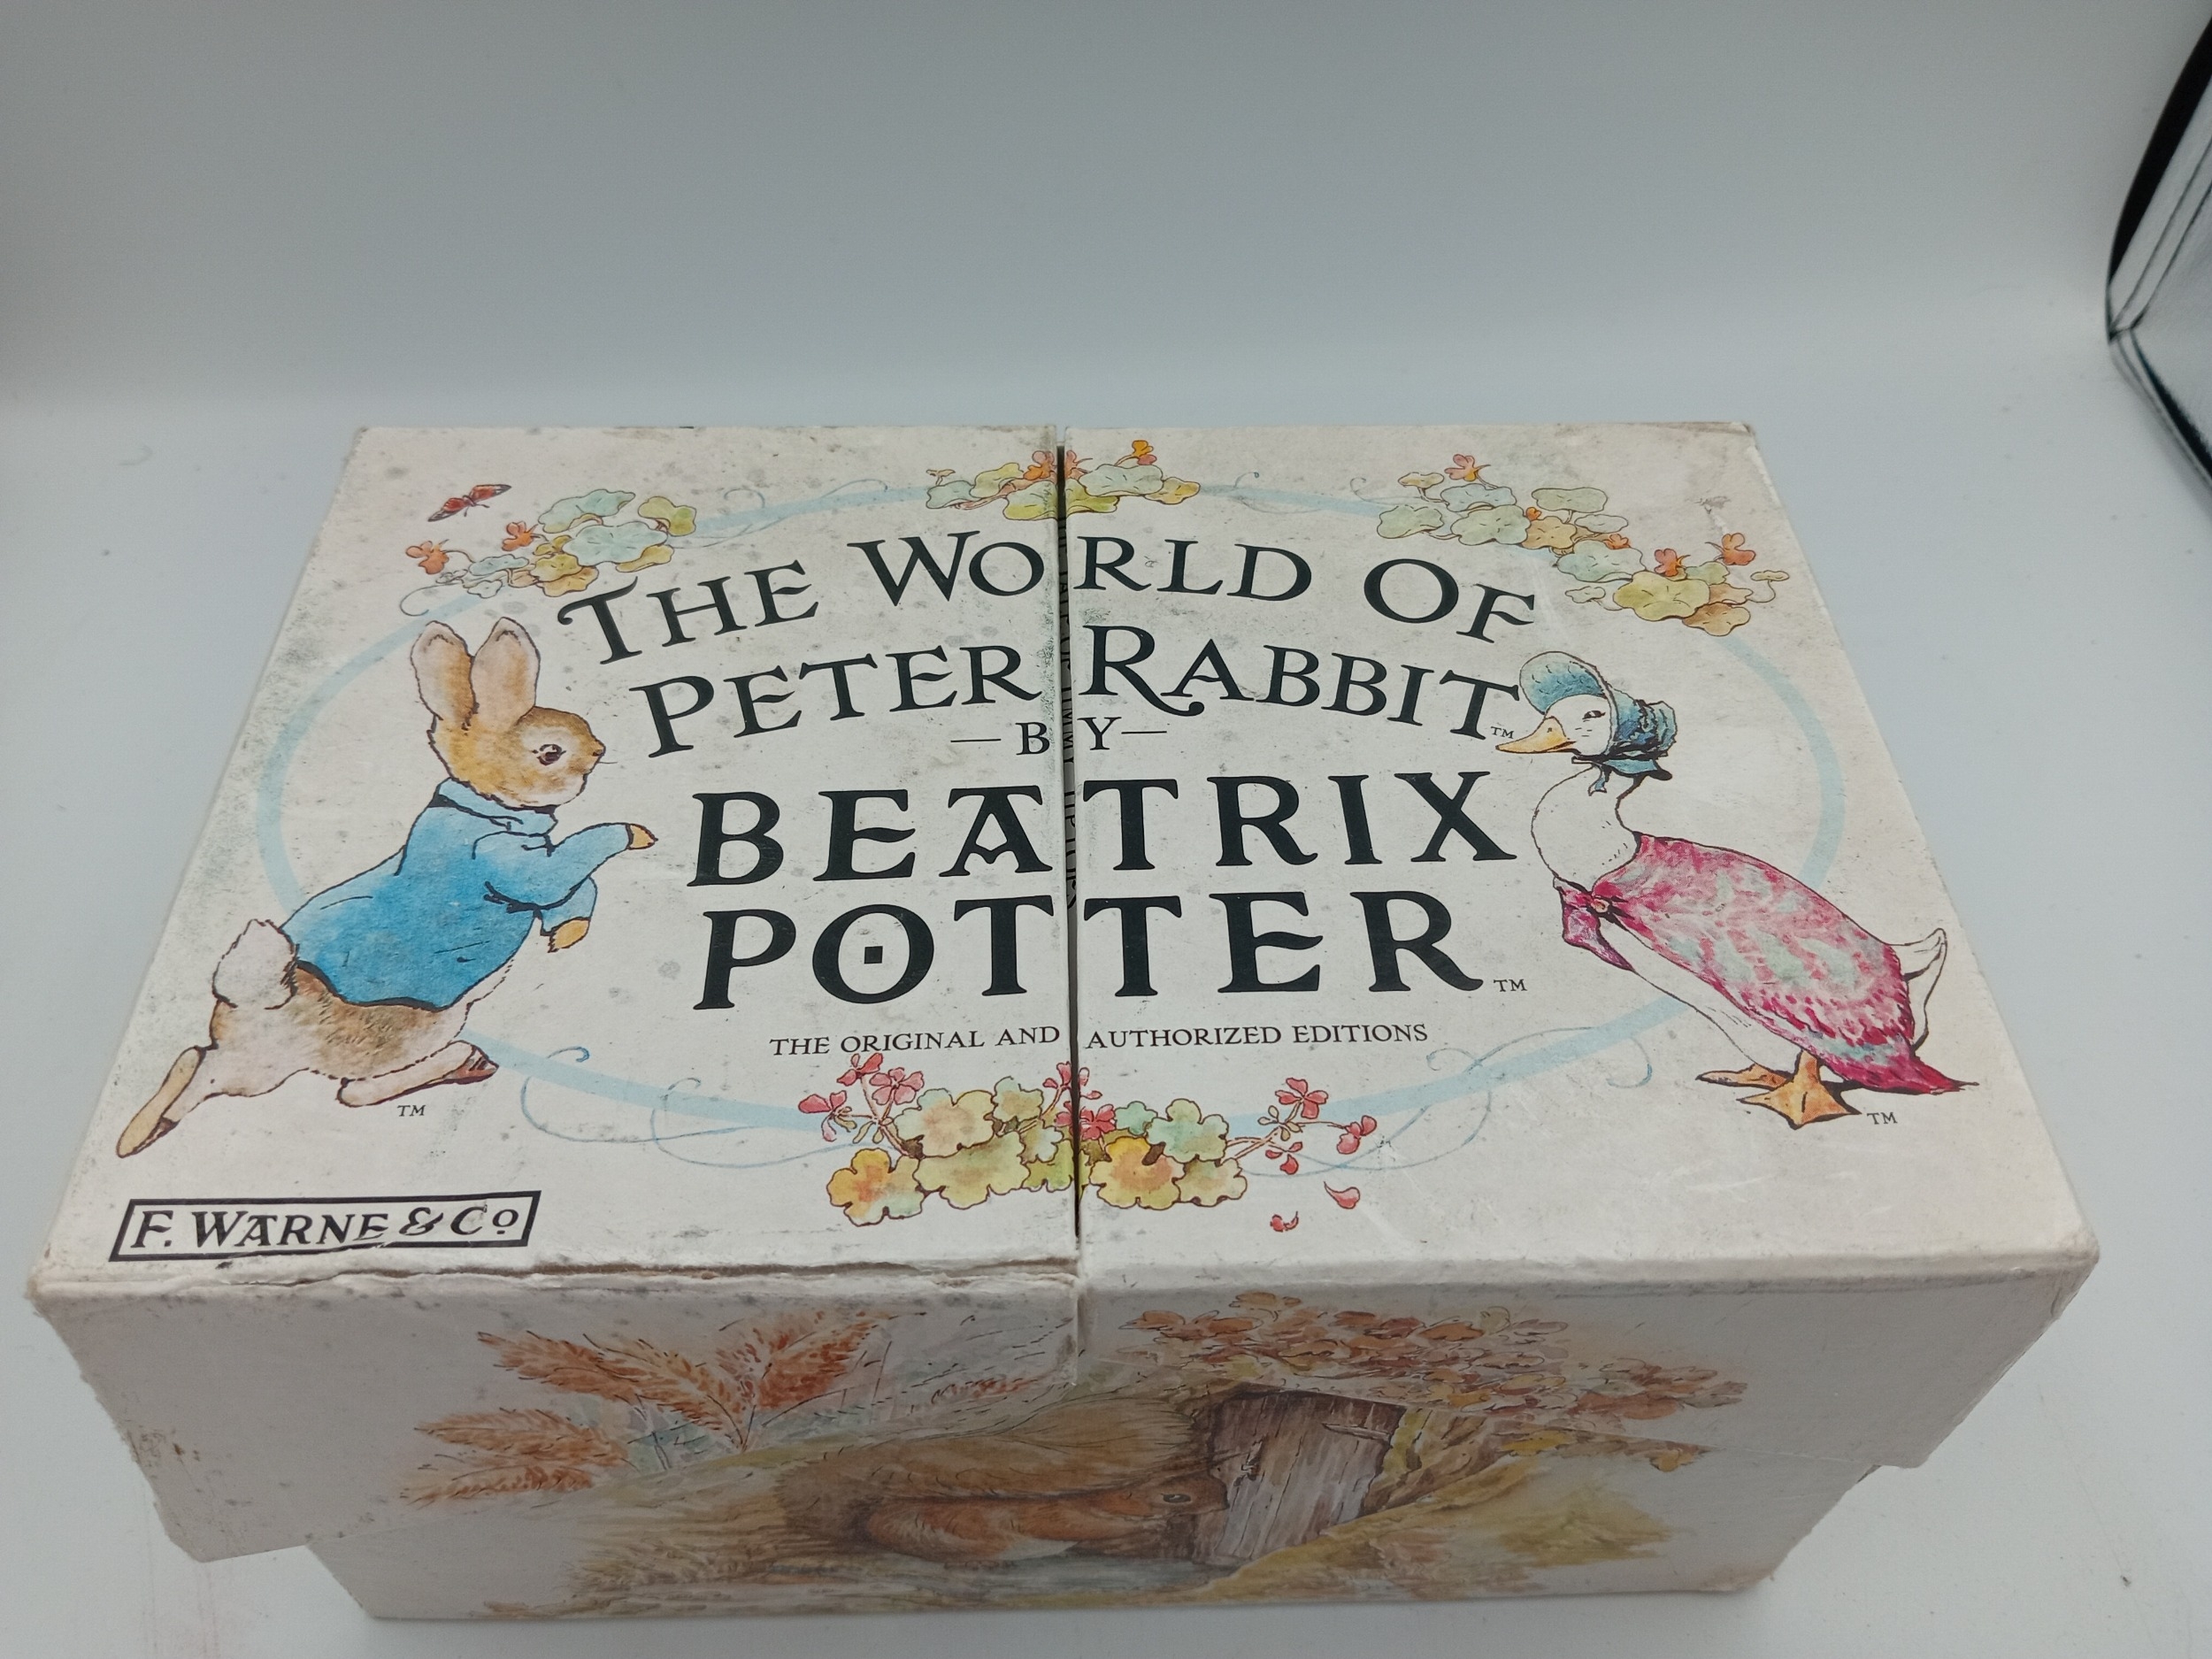 THE WORLD OF
PETER RABBIT™
—BY—
BEATRIX
POTTER™
THE ORIGINAL AND AUTHORIZED EDITIONS
TM
TM
F. WARNE & Co